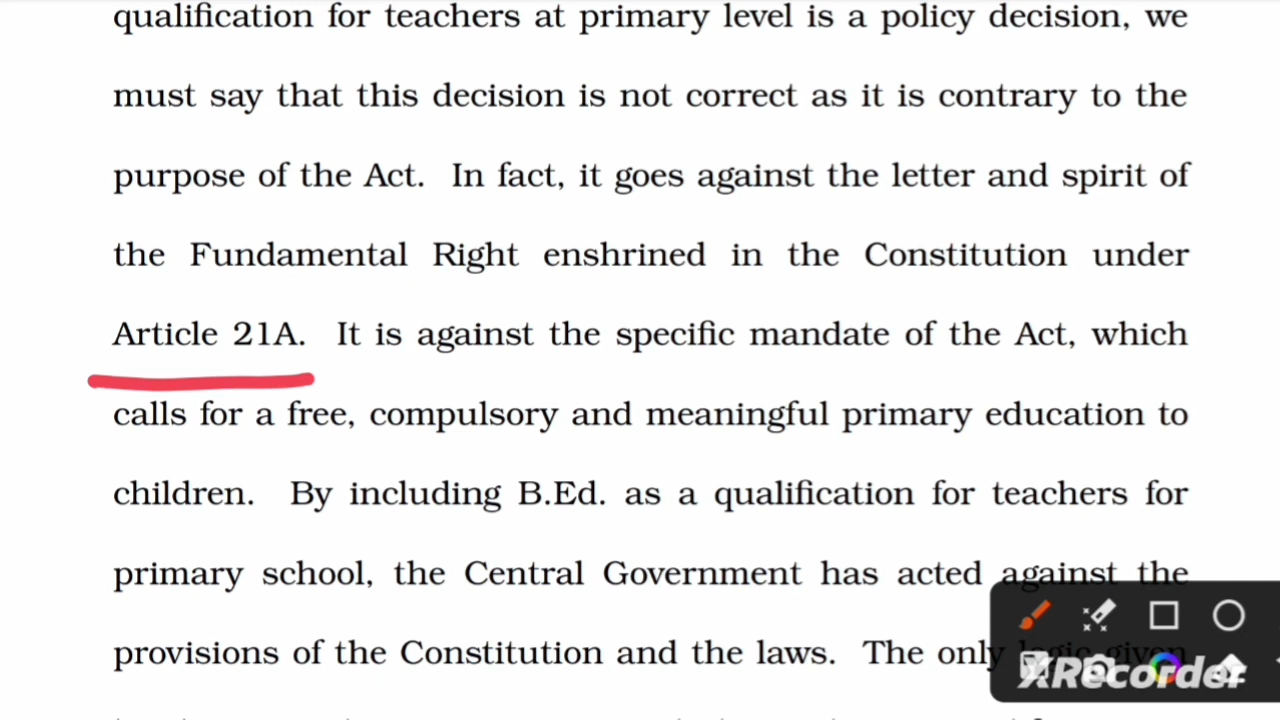 qualification for teachers at primary level is a policy decision, we
must say that this decision is not correct as it is contrary to the
purpose of the Act. In fact, it goes against the letter and spirit of
the Fundamental Right enshrined in the Constitution under
Article 21A. It is against the specific mandate of the Act, which
calls for a free, compulsory and meaningful primary education to
children. By including B.Ed. as a qualification for teachers for
primary school, the Central Government has acted against the
provisions of the Constitution and the laws. The only logic given
XRecorder